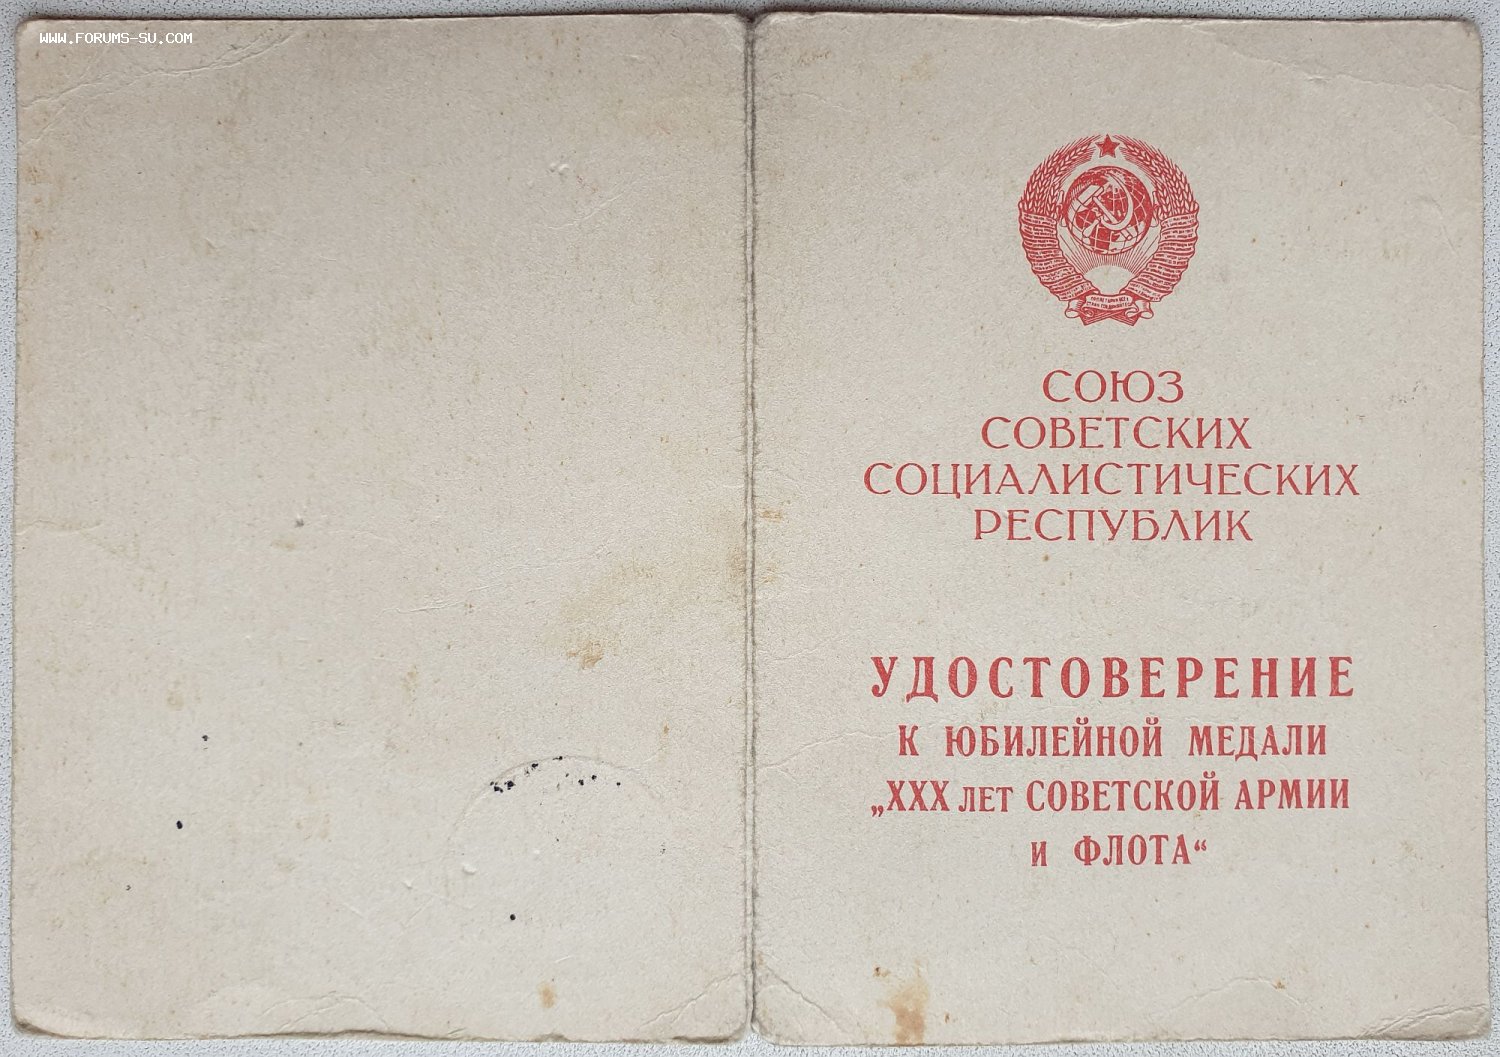 WWW.FORUMS-SU.COM
СОЮЗ
СОВЕТСКИХ
СОЦИАЛИСТИЧЕСКИХ
РЕСПУБЛИК
УДОСТОВЕРЕНИЕ
К ЮБИЛЕЙНОЙ МЕДАЛИ
„XXX ЛЕТ СОВЕТСКОЙ АРМИИ
И ФЛОТА“